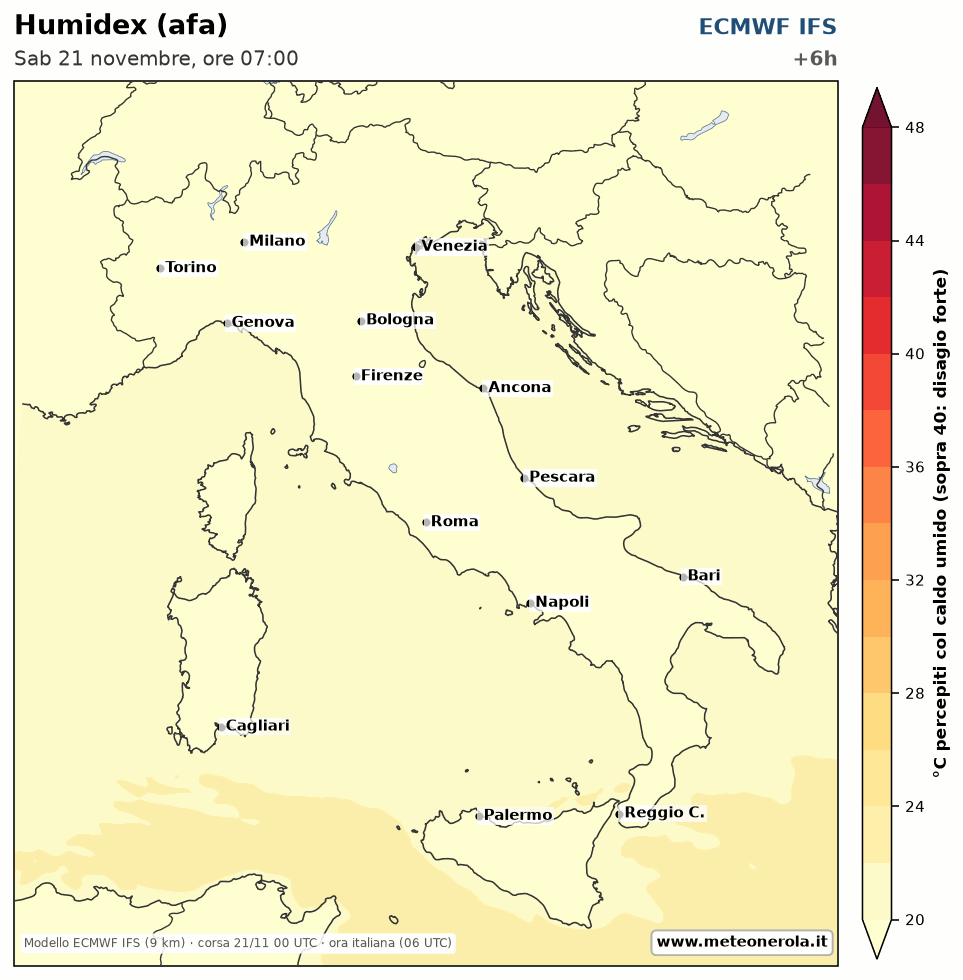 Humidex (afa)
ECMWF IFS
Sab 21 novembre, ore 07:00
+6h
48
44
40
36
32
28
24
20
°C percepiti col caldo umido (sopra 40: disagio forte)
Milano
Venezia
Torino
Genova
Bologna
Firenze
Ancona
Pescara
Roma
Bari
Napoli
Cagliari
Palermo
Reggio C.
Modello ECMWF IFS (9 km) · corsa 21/11 00 UTC · ora italiana (06 UTC)
www.meteonerola.it